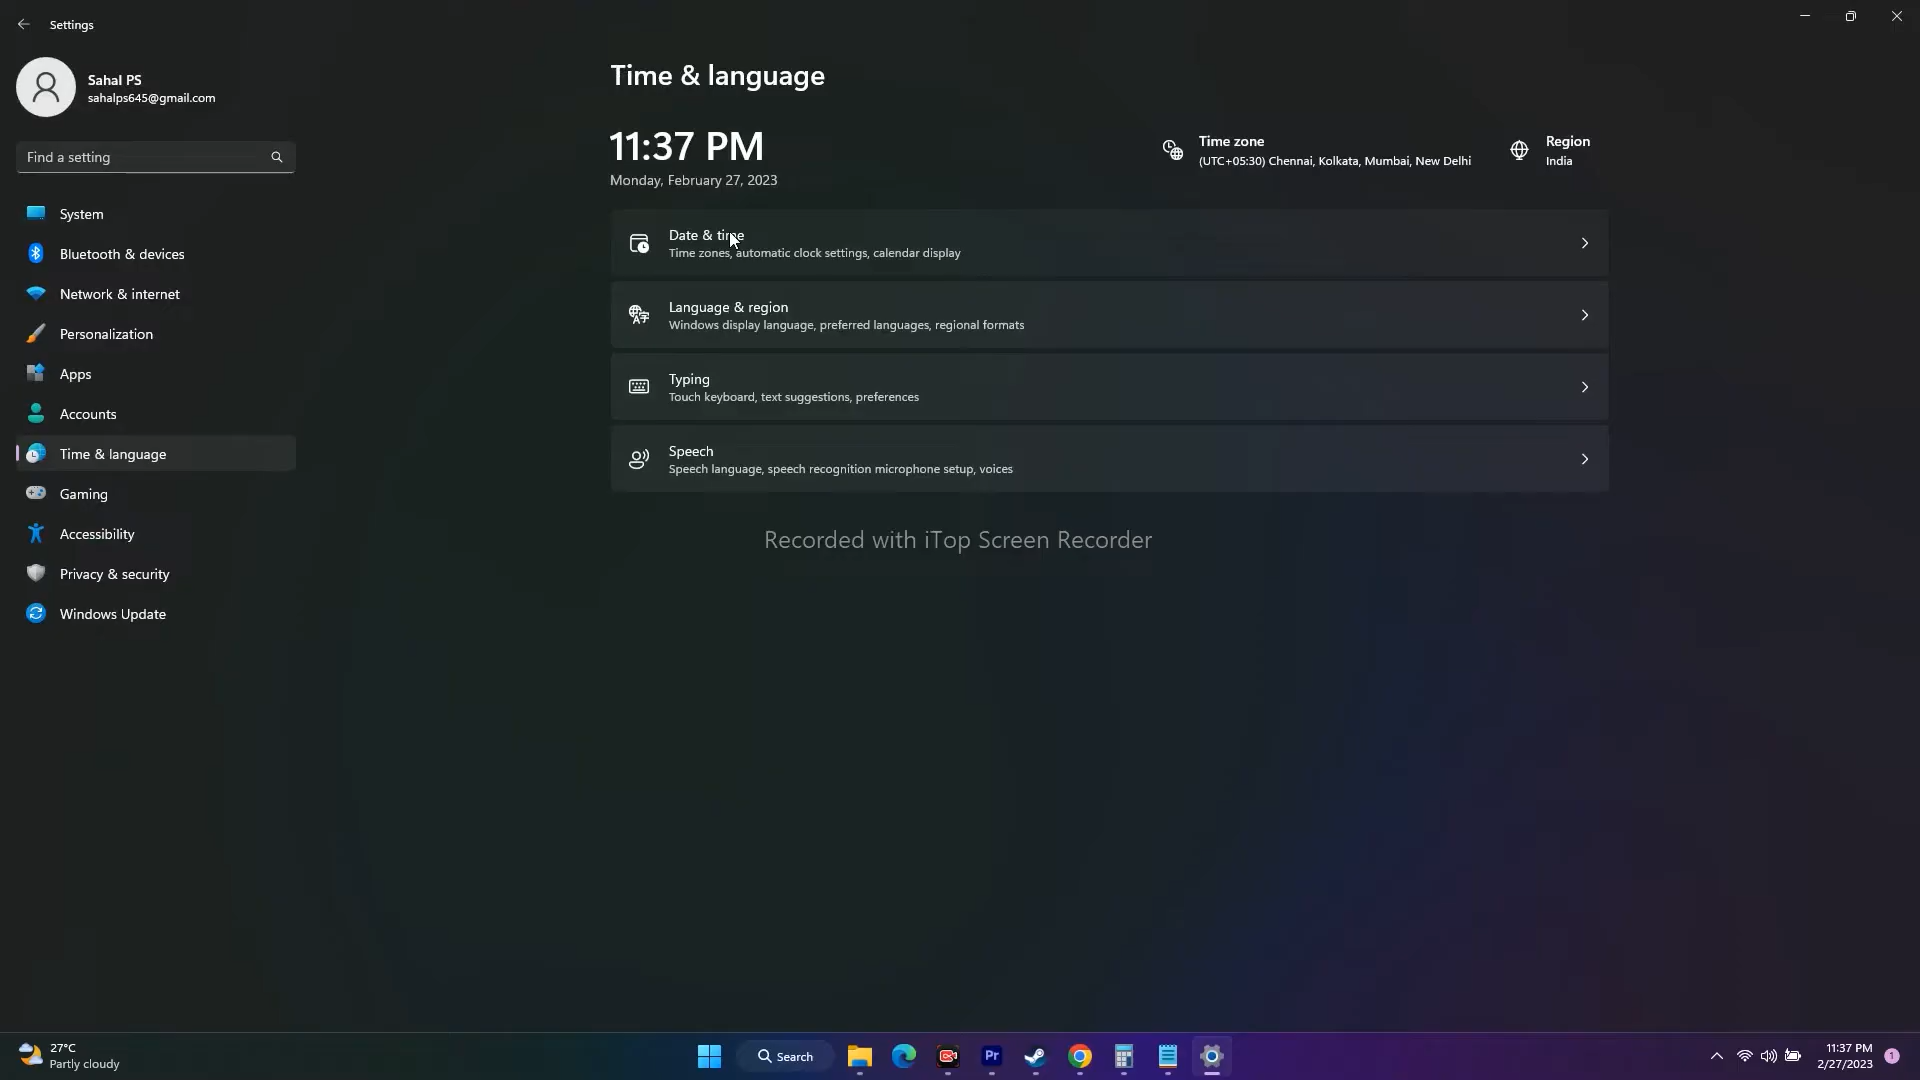 Settings
Sahal PS
sahalps645@gmail.com
Find a setting
System
Bluetooth & devices
Network & internet
Personalization
Apps
Accounts
Time & language
Gaming
Accessibility
Privacy & security
Windows Update
Time & language
11:37 PM
Monday, February 27, 2023
Time zone
(UTC+05:30) Chennai, Kolkata, Mumbai, New Delhi
Region
India
Date & time
Time zones, automatic clock settings, calendar display
Language & region
Windows display language, preferred languages, regional formats
Typing
Touch keyboard, text suggestions, preferences
Speech
Speech language, speech recognition microphone setup, voices
Recorded with iTop Screen Recorder
27°C
Partly cloudy
Search
Pr
11:37 PM
2/27/2023
1